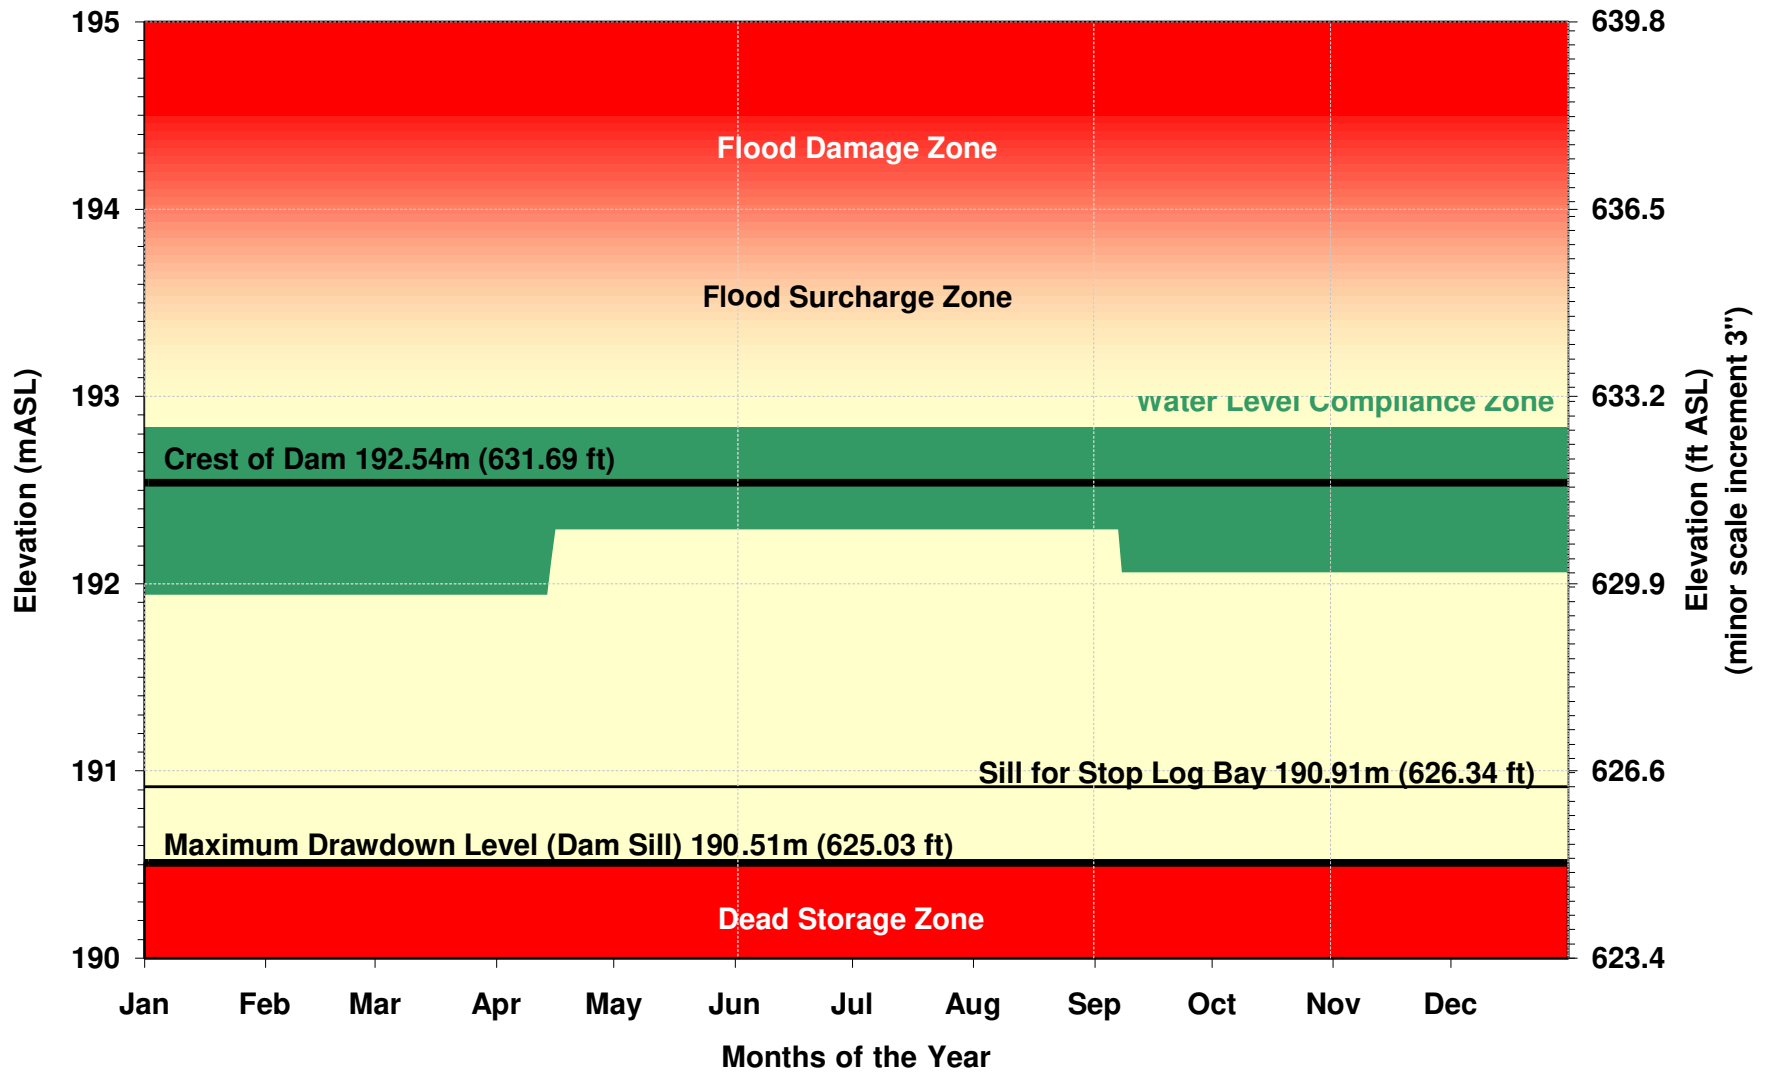 195
194
193
192
191
190
639.8
636.5
633.2
629.9
626.6
623.4
Elevation (mASL)
Elevation (ft ASL)
(minor scale increment 3")
Flood Damage Zone
Flood Surcharge Zone
Water Level Compliance Zone
Crest of Dam 192.54m (631.69 ft)
Sill for Stop Log Bay 190.91m (626.34 ft)
Maximum Drawdown Level (Dam Sill) 190.51m (625.03 ft)
Dead Storage Zone
Jan Feb Mar Apr May Jun Jul Aug Sep Oct Nov Dec
Months of the Year